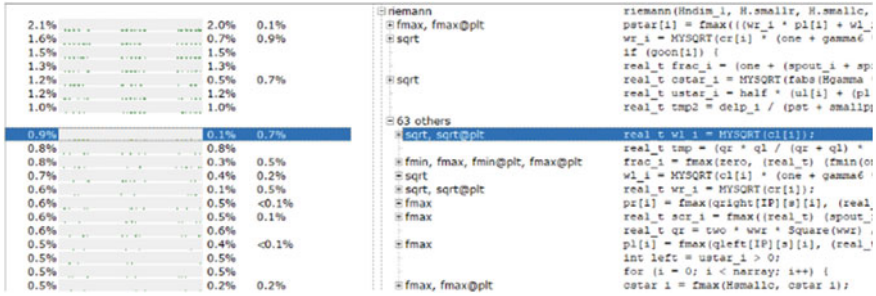 riemann riemann(Hndim_1, H.smallr, H.smallc,
2.1% 2.0% 0.1% fmax, fmax@plt pstar[i] = fmax(((wr_i * pl[i] + wl_
1.6% 0.7% 0.9% sqrt wr_i = MYSQRT(cr[i] * (one + gamma6
1.5% 1.5% if (goon[i]) {
1.3% 1.3% real_t frac_i = (one + (spout_i + sp
1.2% 0.5% 0.7% sqrt real_t cstar_i = MYSQRT(fabs(Hgamma
1.2% 1.2% real_t ustar_i = half * (ul[i] + (pl
1.0% 1.0% real_t tmp2 = delp_i / (pst + smallpp
63 others
0.9% 0.1% 0.7% sqrt, sqrt@plt real_t wl_i = MYSQRT(cl[i]);
0.8% 0.8% real_t tmp = (qr * ql / (qr + ql) *
0.8% 0.3% 0.5% fmin, fmax, fmin@plt, fmax@plt frac_i = fmax(zero, (real_t) (fmin(on
0.7% 0.4% 0.2% sqrt wl_i = MYSQRT(cl[i] * (one + gamma6
0.6% 0.1% 0.5% sqrt, sqrt@plt real_t wr_i = MYSQRT(cr[i]);
0.6% 0.5% <0.1% fmax pr[i] = fmax(qright[IP][s][i], (real_
0.6% 0.5% 0.1% fmax real_t scr_i = fmax((real_t) (spout_
0.6% 0.6% real_t qr = two * wwr * Square(wwr)
0.5% 0.4% <0.1% fmax pl[i] = fmax(qleft[IP][s][i], (real_t
0.5% 0.5% int left = ustar_i > 0;
0.5% 0.5% for (i = 0; i < narray; i++) {
0.5% 0.2% 0.2% fmax, fmax@plt cstar_i = fmax(Hsmallc, cstar_i);